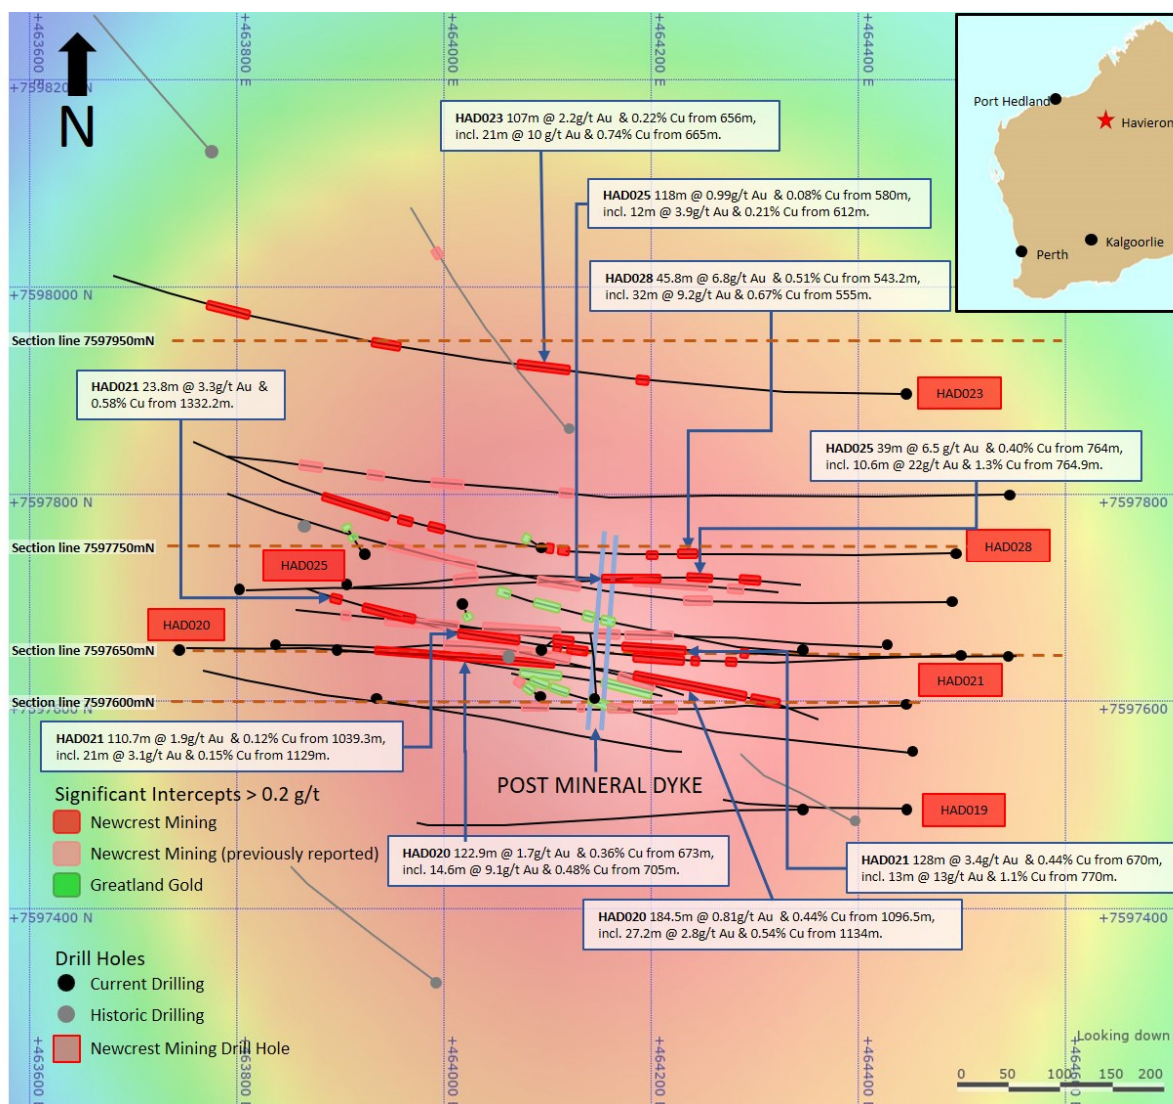 +463600 E
+463800 E
+464000 E
+464200 E
+464400 E
+7598200 N
N
Port Hedland
Havieron
Perth
Kalgoorlie
HAD023 107m @ 2.2g/t Au & 0.22% Cu from 656m,
incl. 21m @ 10 g/t Au & 0.74% Cu from 665m.
HAD025 118m @ 0.99g/t Au & 0.08% Cu from 580m,
incl. 12m @ 3.9g/t Au & 0.21% Cu from 612m.
HAD028 45.8m @ 6.8g/t Au & 0.51% Cu from 543.2m,
incl. 32m @ 9.2g/t Au & 0.67% Cu from 555m.
+7598000 N
Section line 7597950mN
HAD021 23.8m @ 3.3g/t Au &
0.58% Cu from 1332.2m.
HAD023
HAD025 39m @ 6.5 g/t Au & 0.40% Cu from 764m,
incl. 10.6m @ 22g/t Au & 1.3% Cu from 764.9m.
+7597800 N
+7597800
Section line 7597750mN
HAD028
HAD025
HAD020
Section line 7597650mN
HAD021
Section line 7597600mN
+7597600 N
+7597600
HAD021 110.7m @ 1.9g/t Au & 0.12% Cu from 1039.3m,
incl. 21m @ 3.1g/t Au & 0.15% Cu from 1129m.
POST MINERAL DYKE
HAD019
Significant Intercepts > 0.2 g/t
Newcrest Mining
Newcrest Mining (previously reported)
Greatland Gold
HAD020 122.9m @ 1.7g/t Au & 0.36% Cu from 673m,
incl. 14.6m @ 9.1g/t Au & 0.48% Cu from 705m.
HAD021 128m @ 3.4g/t Au & 0.44% Cu from 670m,
incl. 13m @ 13g/t Au & 1.1% Cu from 770m.
HAD020 184.5m @ 0.81g/t Au & 0.44% Cu from 1096.5m,
incl. 27.2m @ 2.8g/t Au & 0.54% Cu from 1134m.
+7597400 N
+7597400
Drill Holes
Current Drilling
Historic Drilling
Newcrest Mining Drill Hole
Looking down
0 50 100 150 200
+463600 E
+463800 E
+464000 E
+464200 E
+464400 E